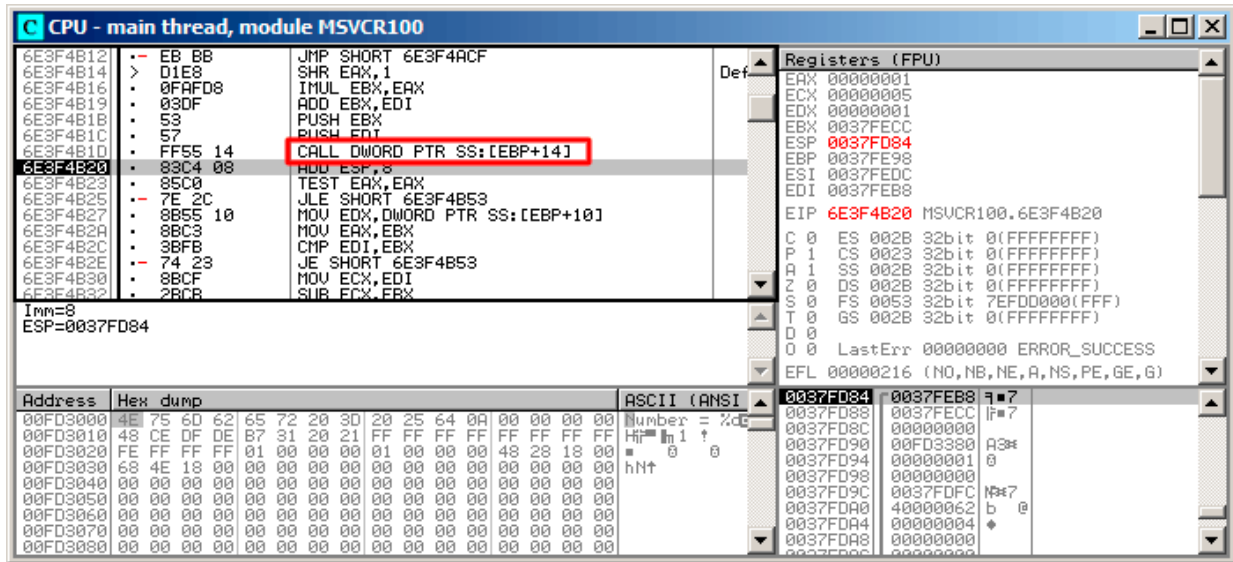 C CPU - main thread, module MSVCR100
6E3F4B12 •- EB BB JMP SHORT 6E3F4ACF
6E3F4B14 > D1E8 SHR EAX,1 Def
6E3F4B16 • 0FAFD8 IMUL EBX,EAX
6E3F4B19 • 03DF ADD EBX,EDI
6E3F4B1B • 53 PUSH EBX
6E3F4B1C • 57 PUSH EDI
6E3F4B1D • FF55 14 CALL DWORD PTR SS:[EBP+14]
6E3F4B20 • 83C4 08 ADD ESP,8
6E3F4B23 • 85C0 TEST EAX,EAX
6E3F4B25 •- 7E 2C JLE SHORT 6E3F4B53
6E3F4B27 • 8B55 10 MOV EDX,DWORD PTR SS:[EBP+10]
6E3F4B2A • 8BC3 MOV EAX,EBX
6E3F4B2C • 3BFB CMP EDI,EBX
6E3F4B2E •- 74 23 JE SHORT 6E3F4B53
6E3F4B30 • 8BCF MOV ECX,EDI
6E3F4B32 • 2BCB SUB ECX,EBX
Imm=8
ESP=0037FD84
Registers (FPU)
EAX 00000001
ECX 00000005
EDX 00000001
EBX 0037FECC
ESP 0037FD84
EBP 0037FE98
ESI 0037FEDC
EDI 0037FEB8
EIP 6E3F4B20 MSVCR100.6E3F4B20
C 0 ES 002B 32bit 0(FFFFFFFF)
P 1 CS 0023 32bit 0(FFFFFFFF)
A 1 SS 002B 32bit 0(FFFFFFFF)
Z 0 DS 002B 32bit 0(FFFFFFFF)
S 0 FS 0053 32bit 7EFDD000(FFF)
T 0 GS 002B 32bit 0(FFFFFFFF)
D 0
O 0 LastErr 00000000 ERROR_SUCCESS
EFL 00000216 (NO,NB,NE,A,NS,PE,GE,G)
Address Hex dump ASCII (ANSI
00FD3000 4E 75 6D 62 65 72 20 3D 20 25 64 0A 00 00 00 00 Number = %d
00FD3010 48 CE DF DE B7 31 20 21 FF FF FF FF FF FF FF FF
00FD3020 FE FF FF FF 01 00 00 00 01 00 00 00 48 28 18 00
00FD3030 68 4E 18 00 00 00 00 00 00 00 00 00 00 00 00 00 hN↑
00FD3040 00 00 00 00 00 00 00 00 00 00 00 00 00 00 00 00
00FD3050 00 00 00 00 00 00 00 00 00 00 00 00 00 00 00 00
00FD3060 00 00 00 00 00 00 00 00 00 00 00 00 00 00 00 00
00FD3070 00 00 00 00 00 00 00 00 00 00 00 00 00 00 00 00
00FD3080 00 00 00 00 00 00 00 00 00 00 00 00 00 00 00 00
0037FD84 0037FEB8
0037FD88 0037FECC
0037FD8C 00000000
0037FD90 00FD3380
0037FD94 00000001
0037FD98 00000000
0037FD9C 0037FDFC
0037FDA0 40000062 b @
0037FDA4 00000004 ♦
0037FDA8 00000000